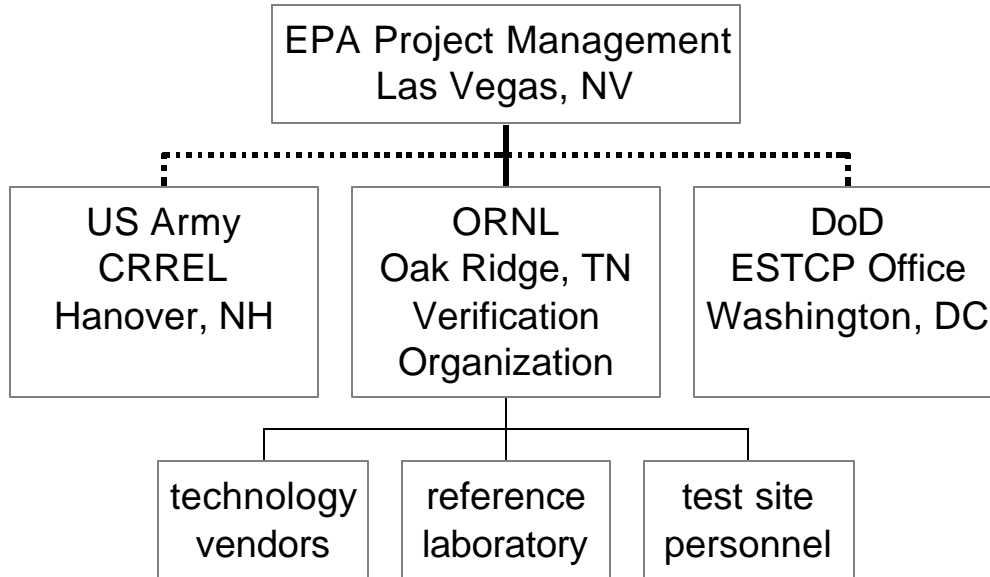 EPA Project Management
Las Vegas, NV
US Army
CRREL
Hanover, NH
ORNL
Oak Ridge, TN
Verification
Organization
DoD
ESTCP Office
Washington, DC
technology
vendors
reference
laboratory
test site
personnel